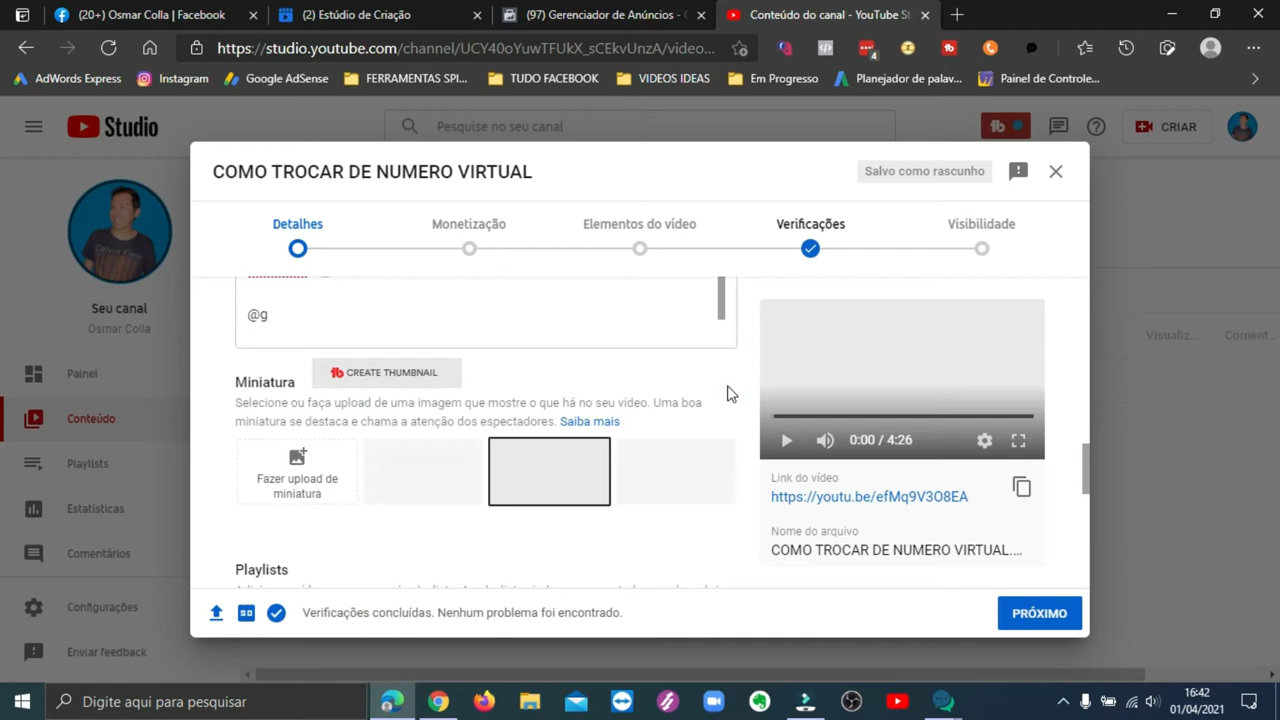 (20+) Osmar Colla | Facebook
(2) Estúdio de Criação
(97) Gerenciador de Anúncios - G
Conteúdo do canal - YouTube St
https://studio.youtube.com/channel/UCY40oYuwTFUkX_sCEkvUnzA/video...
4
AdWords Express
Instagram
Google AdSense
FERRAMENTAS SPI...
TUDO FACEBOOK
VIDEOS IDEAS
Em Progresso
Planejador de palav...
Painel de Controle...
Studio
Pesquise no seu canal
CRIAR
COMO TROCAR DE NUMERO VIRTUAL
Salvo como rascunho
Detalhes
Monetização
Elementos do vídeo
Verificações
Visibilidade
Seu canal
Osmar Colla
Painel
Conteúdo
Playlists
Estatísticas
Comentários
Configurações
Enviar feedback
@g
Miniatura
CREATE THUMBNAIL
Selecione ou faça upload de uma imagem que mostre o que há no seu vídeo. Uma boa
miniatura se destaca e chama a atenção dos espectadores. Saiba mais
Fazer upload de
miniatura
Playlists
0:00 / 4:26
Link do vídeo
https://youtu.be/efMq9V3O8EA
Nome do arquivo
COMO TROCAR DE NUMERO VIRTUAL....
Visualiz...
Coment...
SD
Verificações concluídas. Nenhum problema foi encontrado.
PRÓXIMO
Digite aqui para pesquisar
16:42
01/04/2021